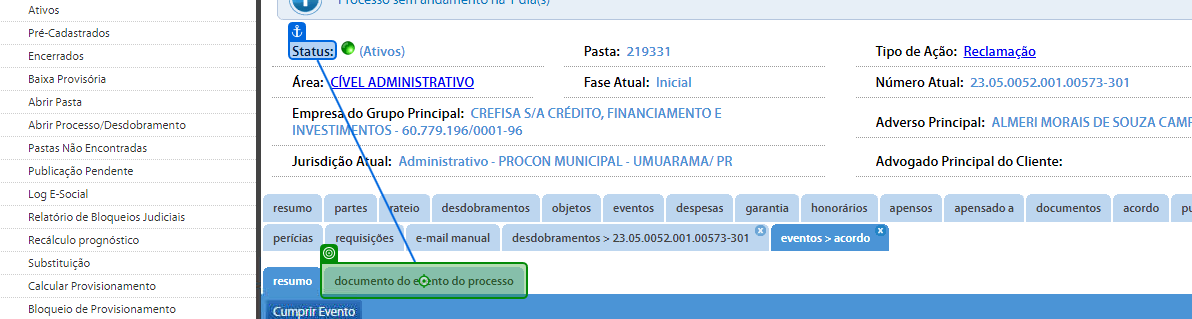 Processo sem andamento há 1 dia(s)
Ativos
Pré-Cadastrados
Encerrados
Baixa Provisória
Abrir Pasta
Abrir Processo/Desdobramento
Pastas Não Encontradas
Publicação Pendente
Log E-Social
Relatório de Bloqueios Judiciais
Recálculo prognóstico
Substituição
Calcular Provisionamento
Bloqueio de Provisionamento
Status: (Ativos) Pasta: 219331 Tipo de Ação: Reclamação
Área: CÍVEL ADMINISTRATIVO Fase Atual: Inicial Número Atual: 23.05.0052.001.00573-301
Empresa do Grupo Principal: CREFISA S/A CRÉDITO, FINANCIAMENTO E
INVESTIMENTOS - 60.779.196/0001-96
Adverso Principal: ALMERI MORAIS DE SOUZA CAMP
Jurisdição Atual: Administrativo - PROCON MUNICIPAL - UMUARAMA/ PR Advogado Principal do Cliente:
resumo partes rateio desdobramentos objetos eventos despesas garantia honorários apensos apensado a documentos acordo pu
perícias requisições e-mail manual desdobramentos > 23.05.0052.001.00573-301 x eventos > acordo x
resumo documento do evento do processo
Cumprir Evento